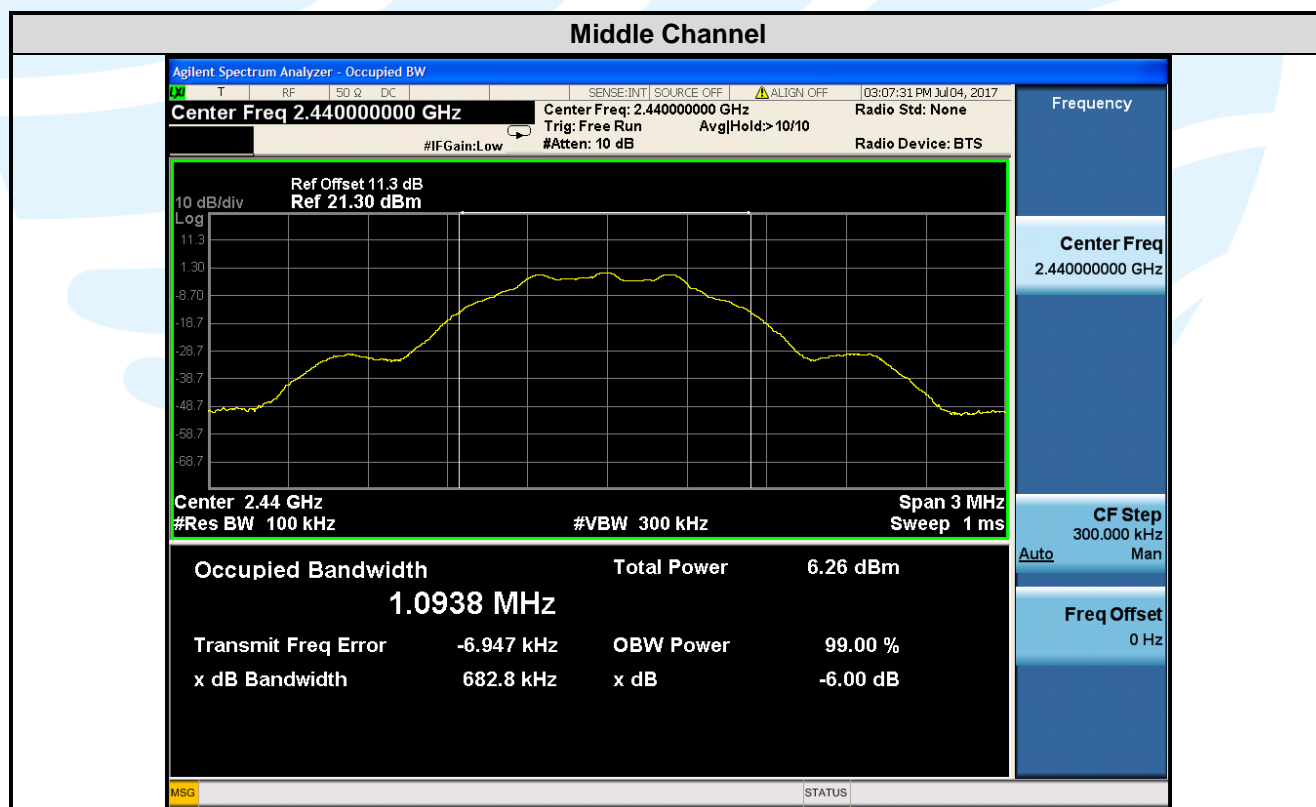 Middle Channel
Agilent Spectrum Analyzer - Occupied BW
LXI T RF 50 Ω DC SENSE:INT SOURCE OFF ALIGN OFF 03:07:31 PM Jul 04, 2017
Center Freq 2.440000000 GHz
Center Freq: 2.440000000 GHz Radio Std: None
Trig: Free Run Avg|Hold:> 10/10
#IFGain:Low #Atten: 10 dB Radio Device: BTS
Frequency
Ref Offset 11.3 dB
10 dB/div Ref 21.30 dBm
Log
11.3
1.30
-8.70
-18.7
-28.7
-38.7
-48.7
-58.7
-68.7
Center 2.44 GHz Span 3 MHz
#Res BW 100 kHz #VBW 300 kHz Sweep 1 ms
Center Freq
2.440000000 GHz
CF Step
300.000 kHz
Auto Man
Freq Offset
0 Hz
Occupied Bandwidth Total Power 6.26 dBm
1.0938 MHz
Transmit Freq Error -6.947 kHz OBW Power 99.00 %
x dB Bandwidth 682.8 kHz x dB -6.00 dB
MSG STATUS